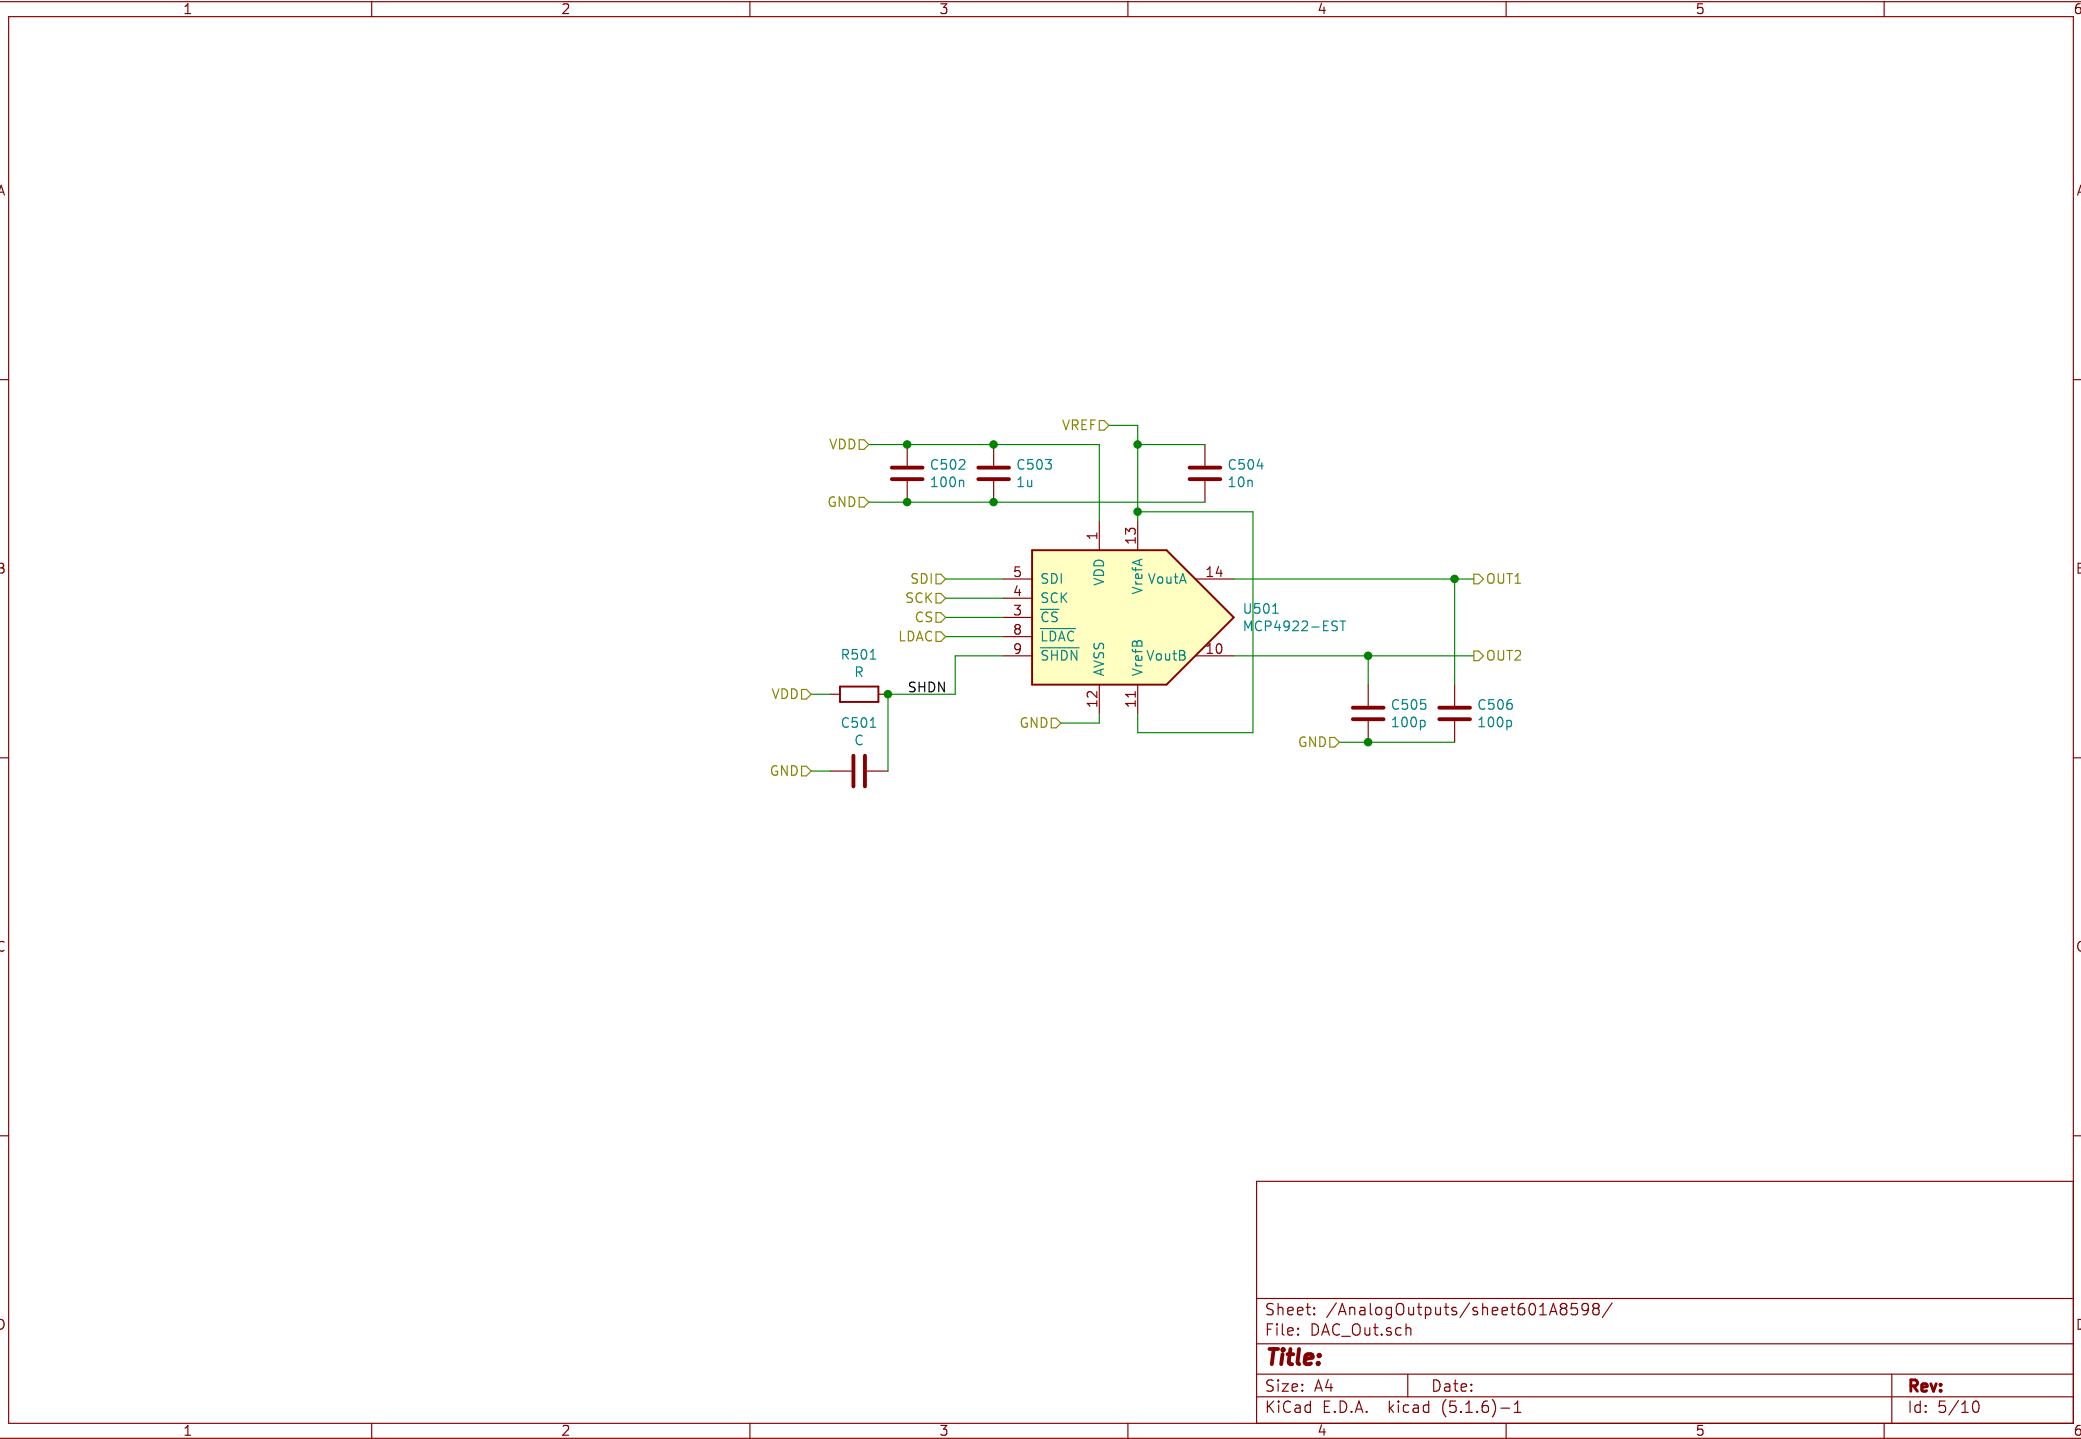 1 2 3 4 5 6
A A
VREF
VDD
C502
100n
C503
1u
C504
10n
GND
1
13
B B
SDI 5 SDI
SCK 4 SCK
CS 3 CS
LDAC 8 LDAC
9 SHDN
VDD
VrefA
VoutA 14 OUT1
AVSS
VrefB
VoutB 10 OUT2
U501
MCP4922-EST
R501
R
VDD
SHDN
C501
C
GND
12
11
GND
C505
100p
C506
100p
GND
C C
D D
Sheet: /AnalogOutputs/sheet601A8598/
File: DAC_Out.sch
Title:
Size: A4
Date:
Rev:
KiCad E.D.A. kicad (5.1.6)-1
Id: 5/10
1 2 3 4 5 6